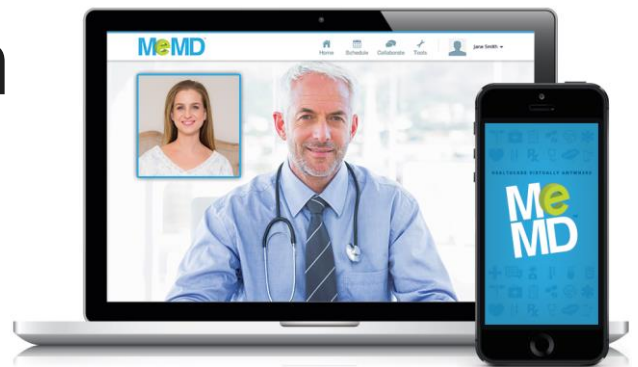 n
MeMD
Home Schedule Collaborate Tools Jane Smith
HEALTHCARE VIRTUALLY ANYWHERE
Me
MD